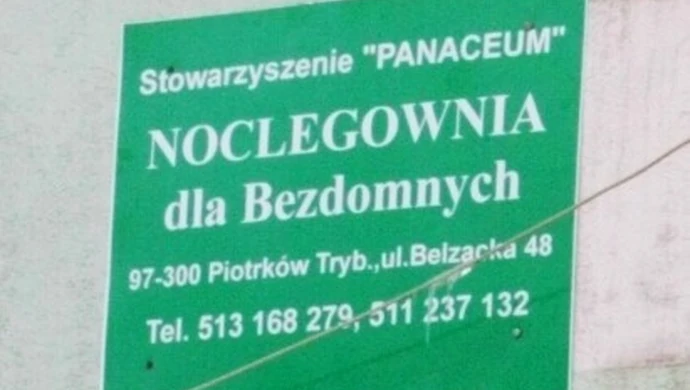 Stowarzyszenie "PANACEUM"
NOCLEGOWNIA
dla Bezdomnych
97-300 Piotrków Tryb.,ul.Belzacka 48
Tel. 513 168 279, 511 237 132